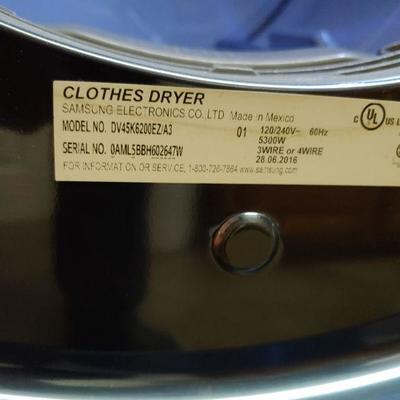 CLOTHES DRYER
SAMSUNG ELECTRONICS CO., LTD Made in Mexico
MODEL NO. DV45K6200EZ/A3 01 120/240V~ 60Hz
5300W
SERIAL NO. 0AML5BBH602647W 3WIRE or 4WIRE
28.06.2016
FOR INFORMATION OR SERVICE, 1-800-726-7864 www.samsung.com
C UL US